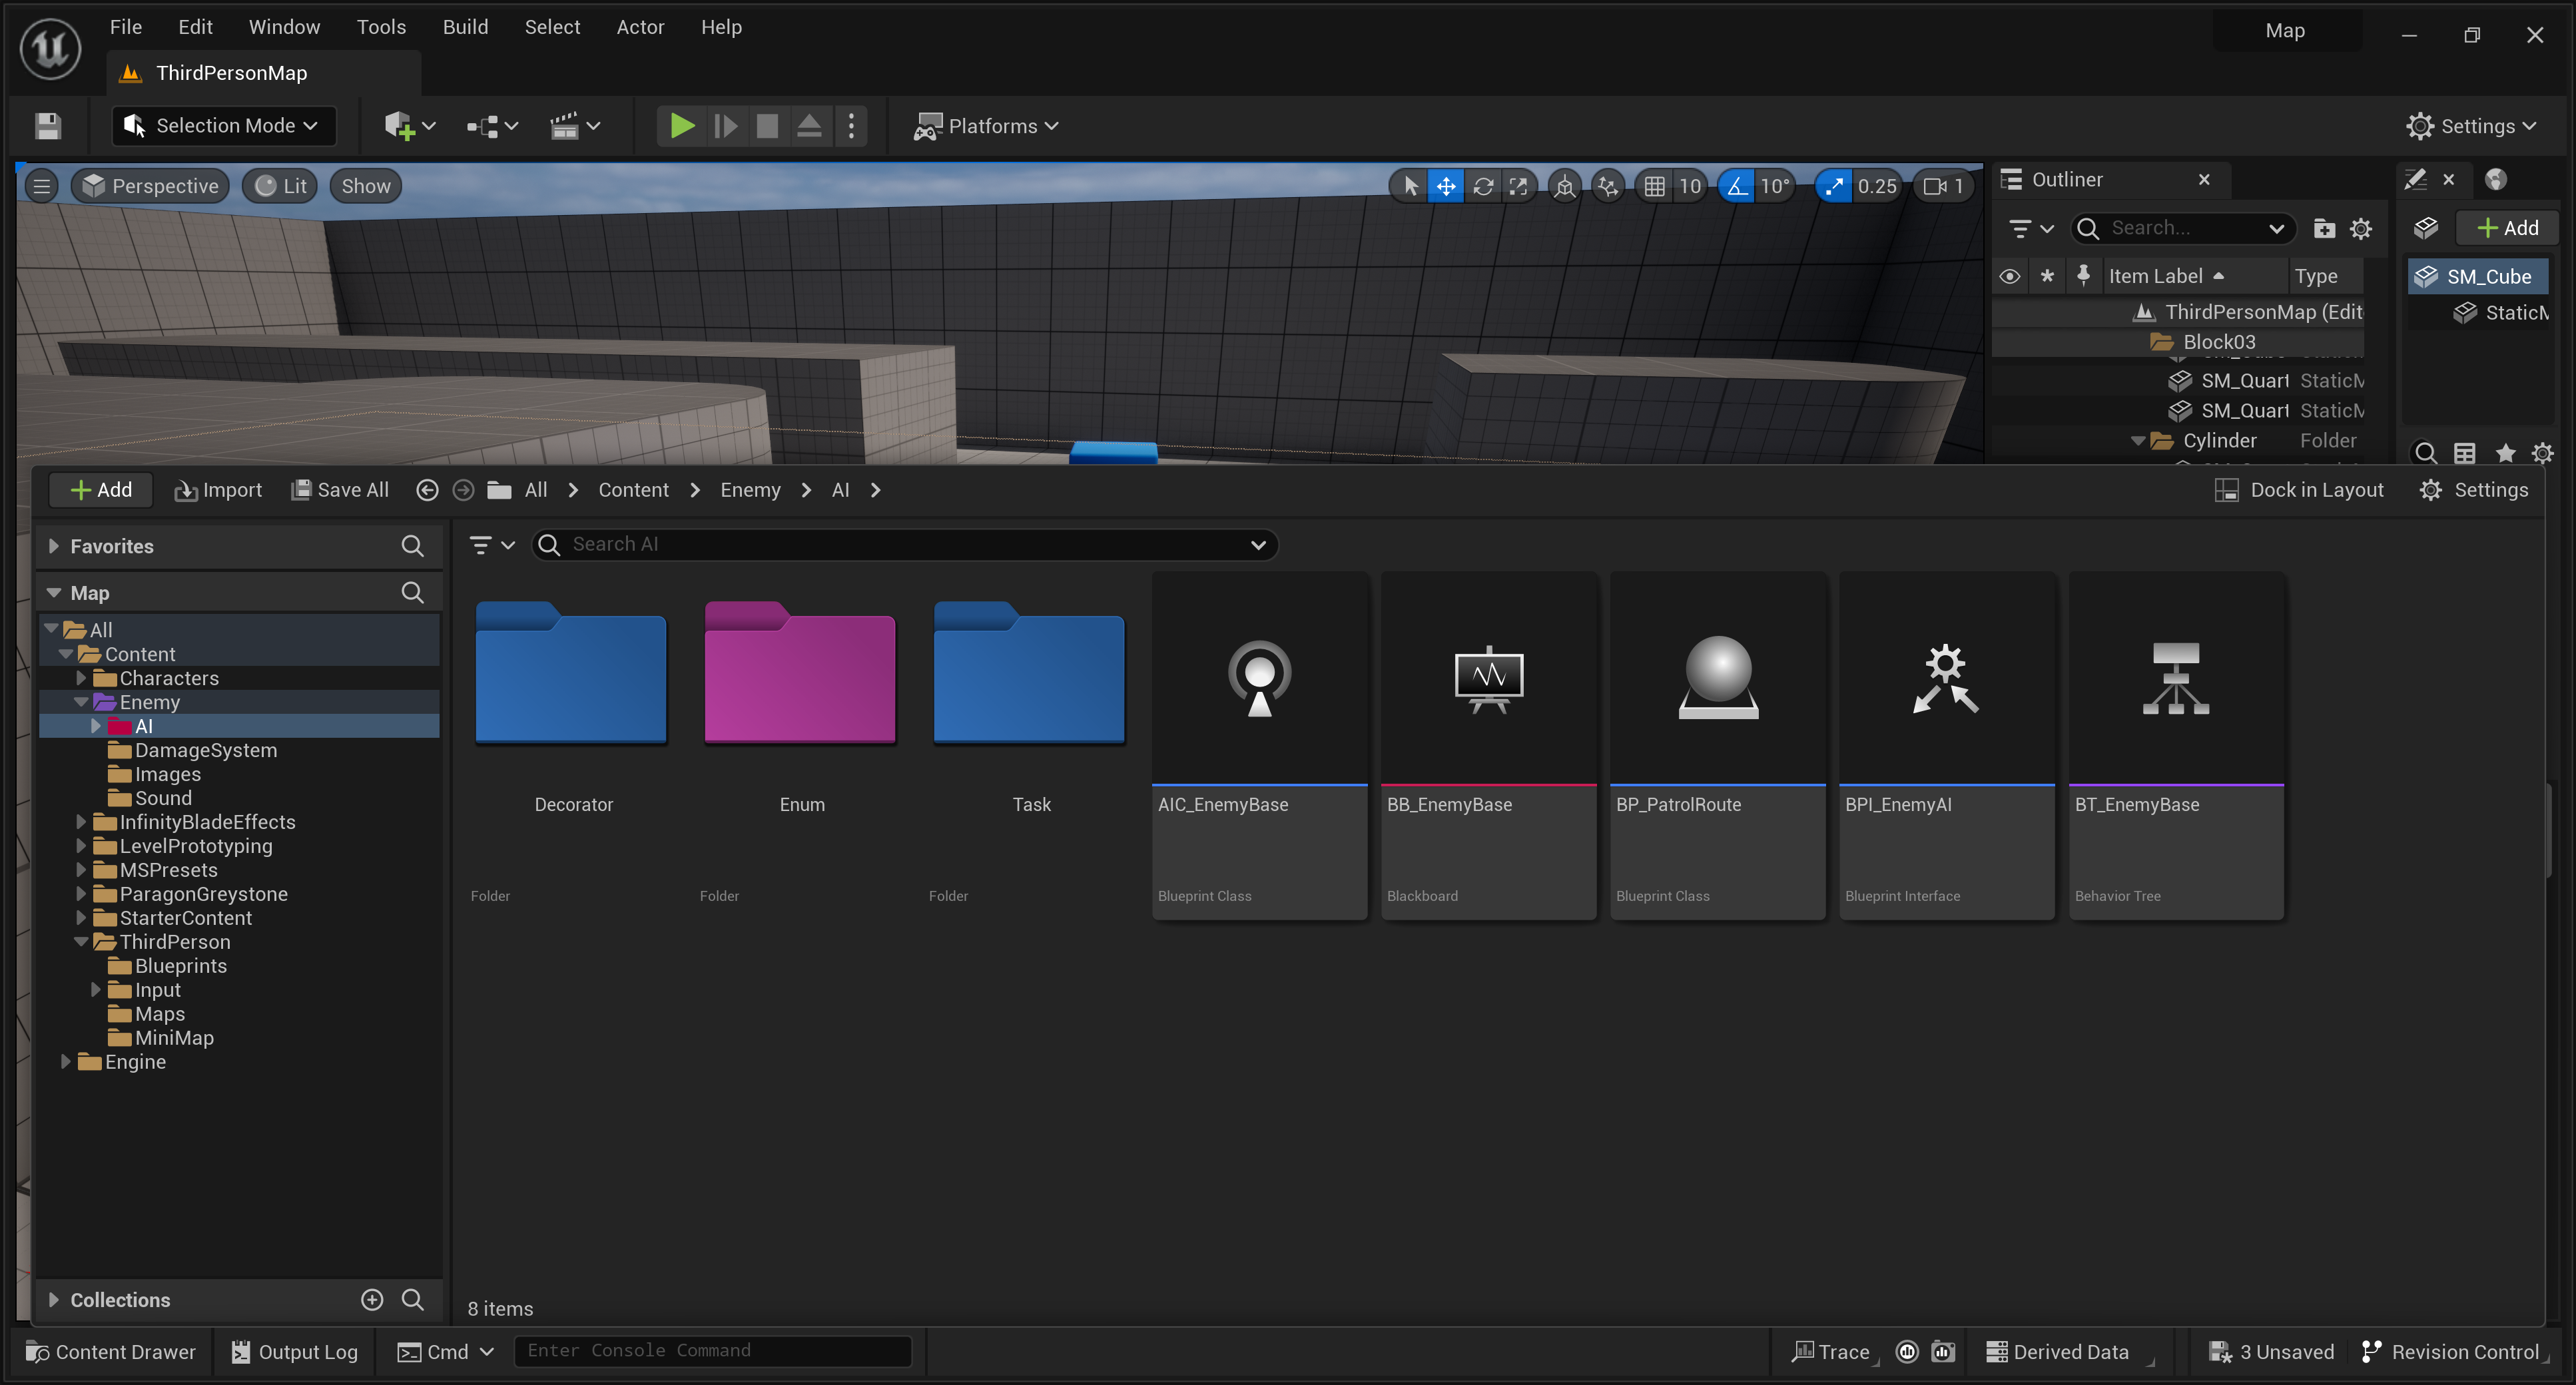 File Edit Window Tools Build Select Actor Help
Map
ThirdPersonMap
Selection Mode
Platforms
Settings
Perspective Lit Show
10 10° 0.25 1
Outliner
Search...
Add
Item Label Type
SM_Cube
ThirdPersonMap (Edit
StaticM
Block03
SM_Quart StaticM
SM_Quart StaticM
Cylinder Folder
Add Import Save All All Content Enemy AI
Dock in Layout Settings
Favorites
Search AI
Map
All
Content
Characters
Enemy
AI
DamageSystem
Images
Sound
InfinityBladeEffects
LevelPrototyping
MSPresets
ParagonGreystone
StarterContent
ThirdPerson
Blueprints
Input
Maps
MiniMap
Engine
Decorator Enum Task AIC_EnemyBase BB_EnemyBase BP_PatrolRoute BPI_EnemyAI BT_EnemyBase
Folder Folder Folder Blueprint Class Blackboard Blueprint Class Blueprint Interface Behavior Tree
Collections
8 items
Content Drawer Output Log Cmd Enter Console Command
Trace Derived Data 3 Unsaved Revision Control